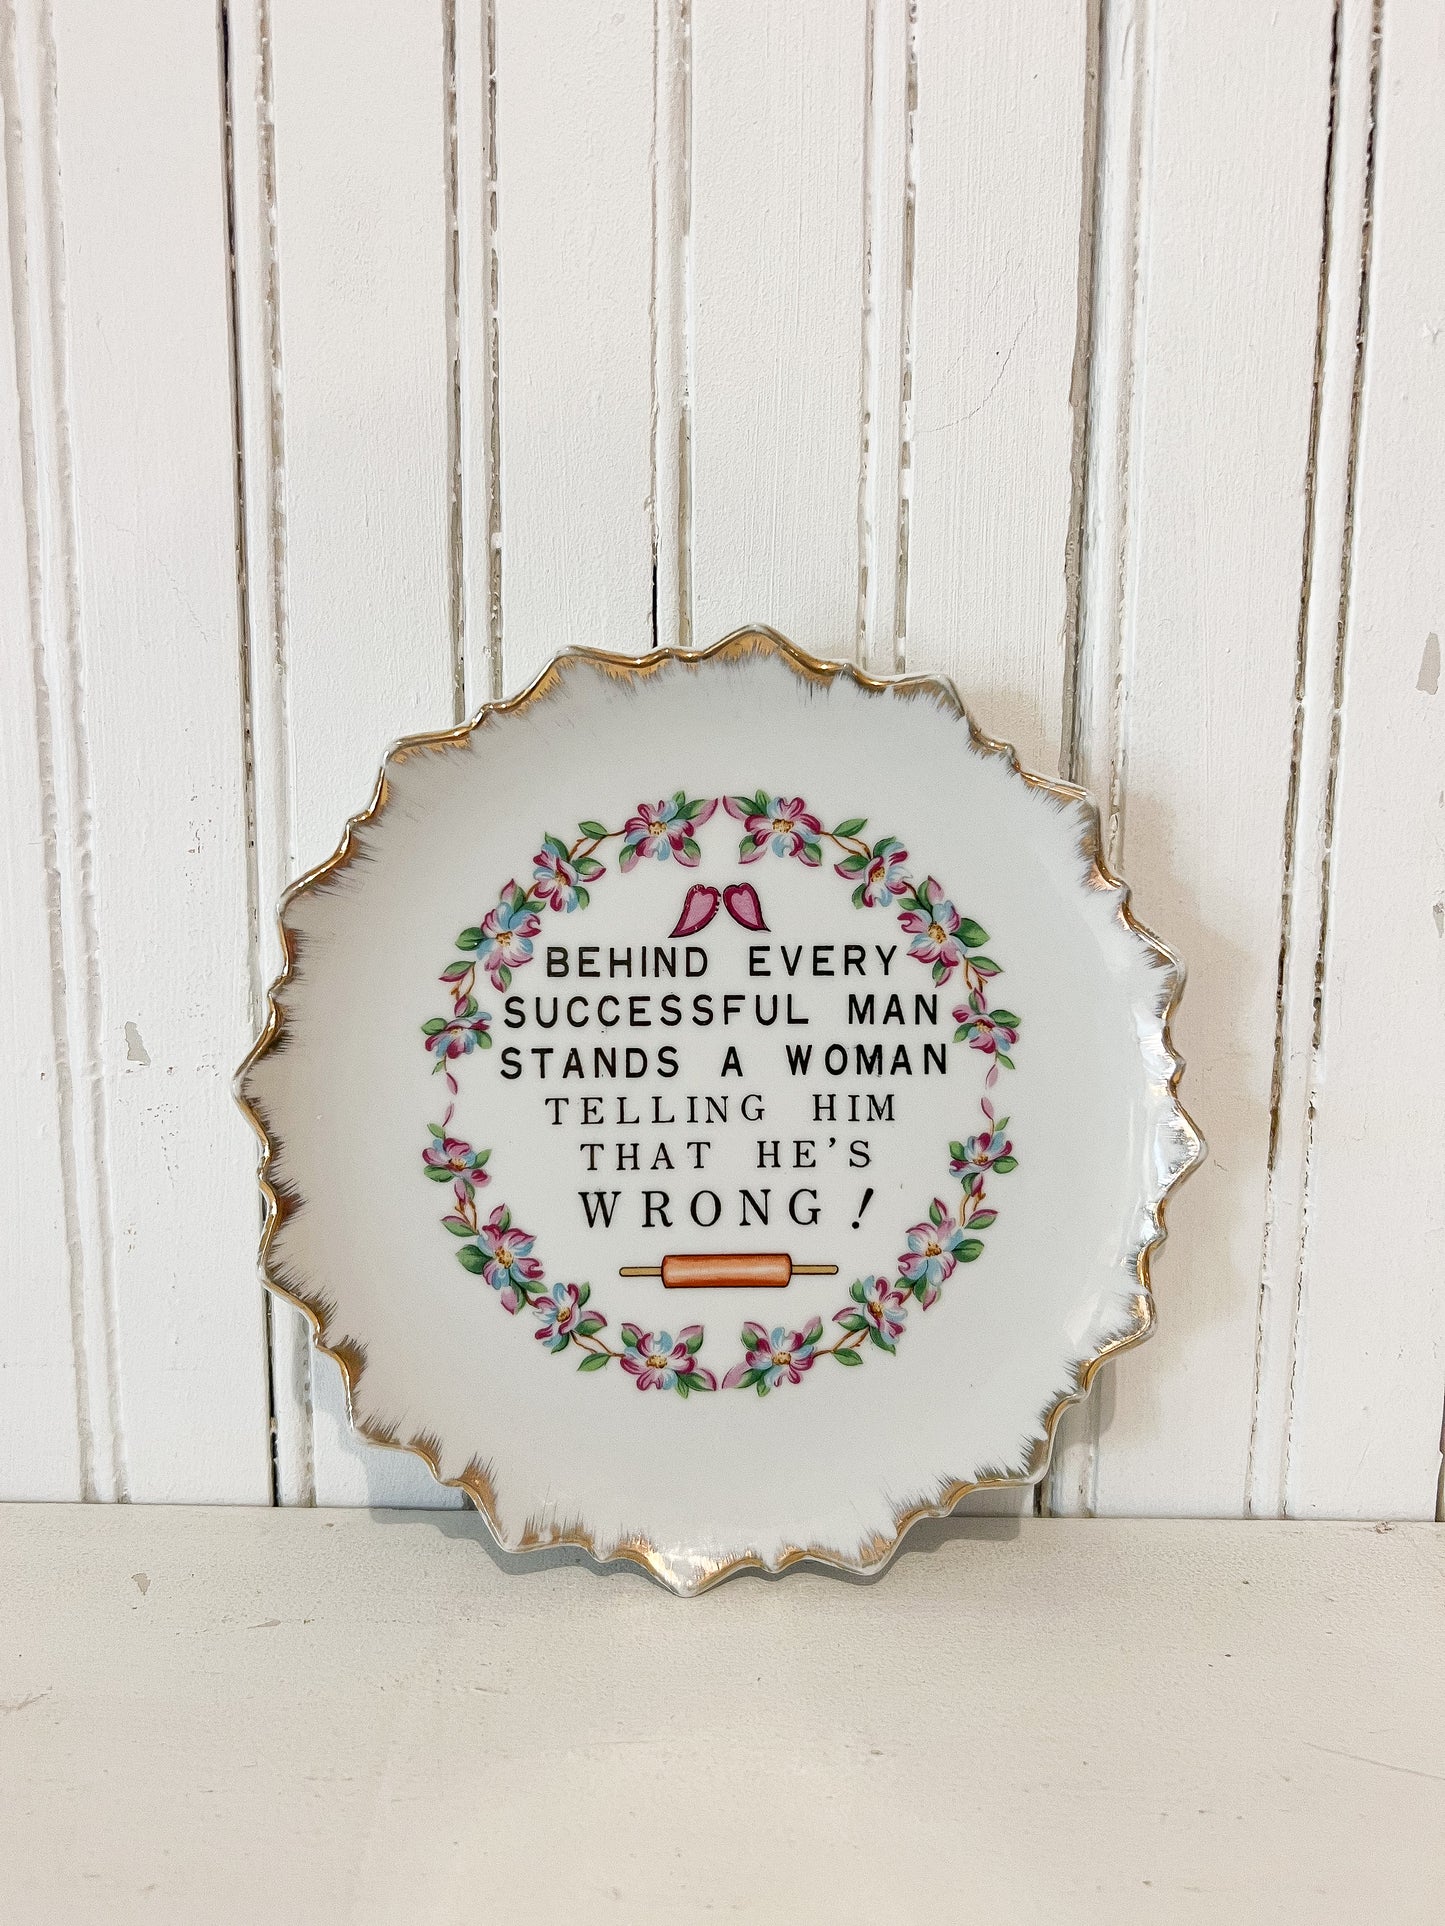 BEHIND EVERY
SUCCESSFUL MAN
STANDS A WOMAN
TELLING HIM
THAT HE'S
WRONG!